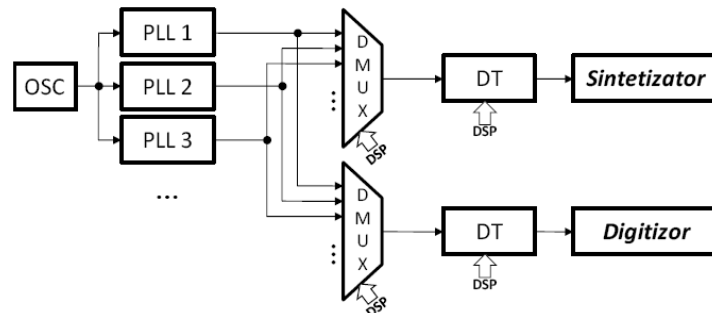 OSC
PLL 1
PLL 2
PLL 3
...
D
M
U
X
...
DSP
DT
DSP
Sintetizator
D
M
U
X
...
DSP
DT
DSP
Digitizor